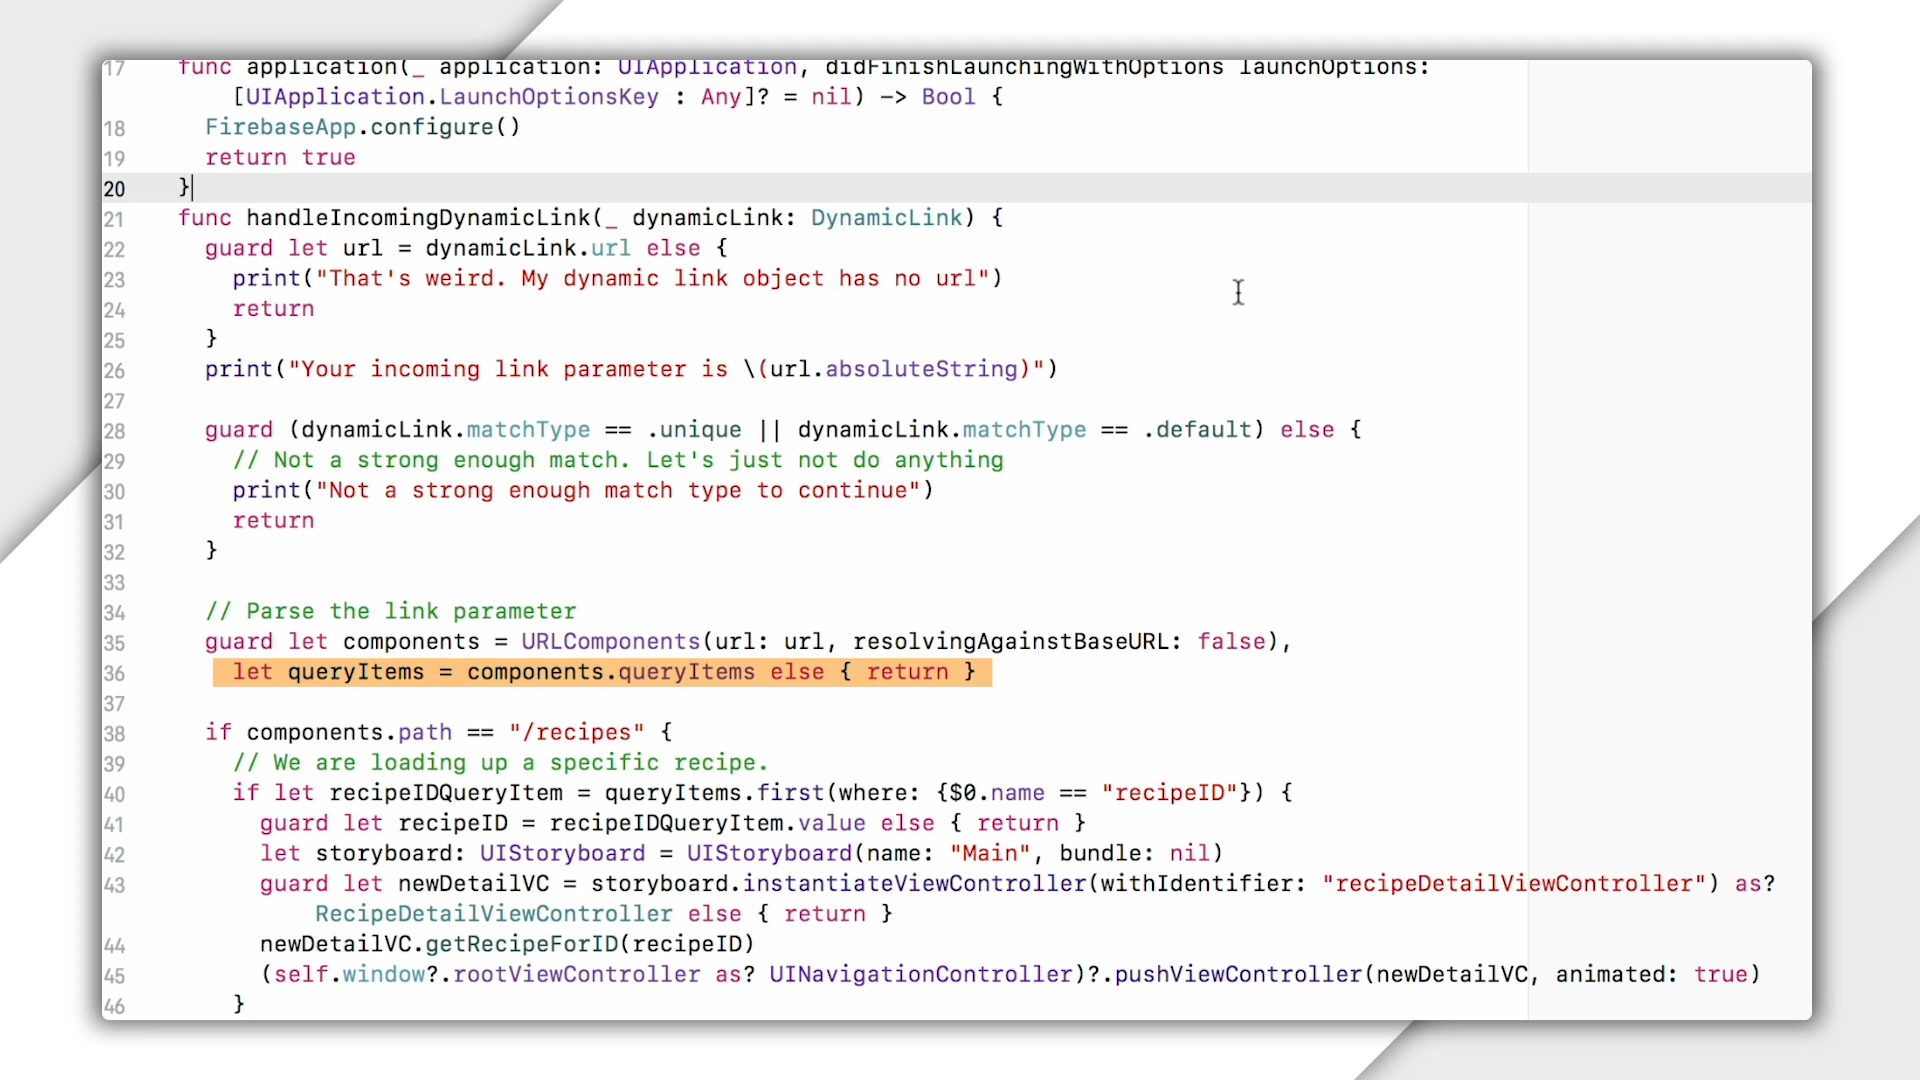 17 func application(_ application: UIApplication, didFinishLaunchingWithOptions launchOptions:
[UIApplication.LaunchOptionsKey : Any]? = nil) -> Bool {
18 FirebaseApp.configure()
19 return true
20 }
21 func handleIncomingDynamicLink(_ dynamicLink: DynamicLink) {
22 guard let url = dynamicLink.url else {
23 print("That's weird. My dynamic link object has no url")
24 return
25 }
26 print("Your incoming link parameter is \(url.absoluteString)")
27
28 guard (dynamicLink.matchType == .unique || dynamicLink.matchType == .default) else {
29 // Not a strong enough match. Let's just not do anything
30 print("Not a strong enough match type to continue")
31 return
32 }
33
34 // Parse the link parameter
35 guard let components = URLComponents(url: url, resolvingAgainstBaseURL: false),
36 let queryItems = components.queryItems else { return }
37
38 if components.path == "/recipes" {
39 // We are loading up a specific recipe.
40 if let recipeIDQueryItem = queryItems.first(where: {$0.name == "recipeID"}) {
41 guard let recipeID = recipeIDQueryItem.value else { return }
42 let storyboard: UIStoryboard = UIStoryboard(name: "Main", bundle: nil)
43 guard let newDetailVC = storyboard.instantiateViewController(withIdentifier: "recipeDetailViewController") as?
RecipeDetailViewController else { return }
44 newDetailVC.getRecipeForID(recipeID)
45 (self.window?.rootViewController as? UINavigationController)?.pushViewController(newDetailVC, animated: true)
46 }